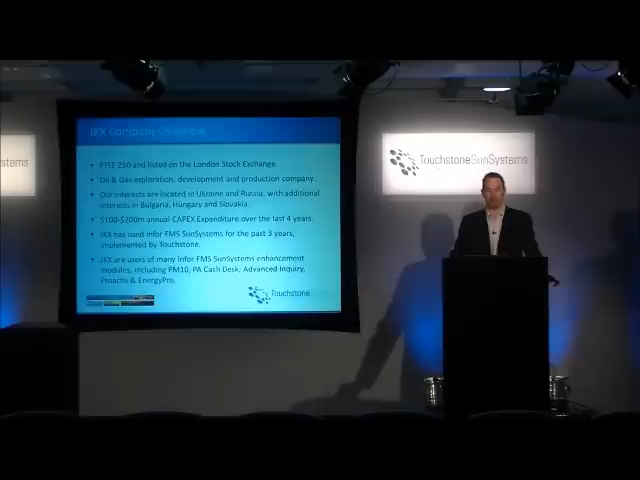 JKX Company Overview
• FTSE 250 and listed on the London Stock Exchange.
• Oil & Gas exploration, development and production company.
• Our interests are located in Ukraine and Russia, with additional
interests in Bulgaria, Hungary and Slovakia.
• $100-$200m annual CAPEX Expenditure over the last 4 years.
• JKX has used Infor FMS SunSystems for the past 3 years,
implemented by Touchstone.
• JKX are users of many Infor FMS SunSystems enhancement
modules, including PM10, PA Cash Desk, Advanced Inquiry,
Proactis & EnergyPro.
Touchstone
TouchstoneSunSystems
stems